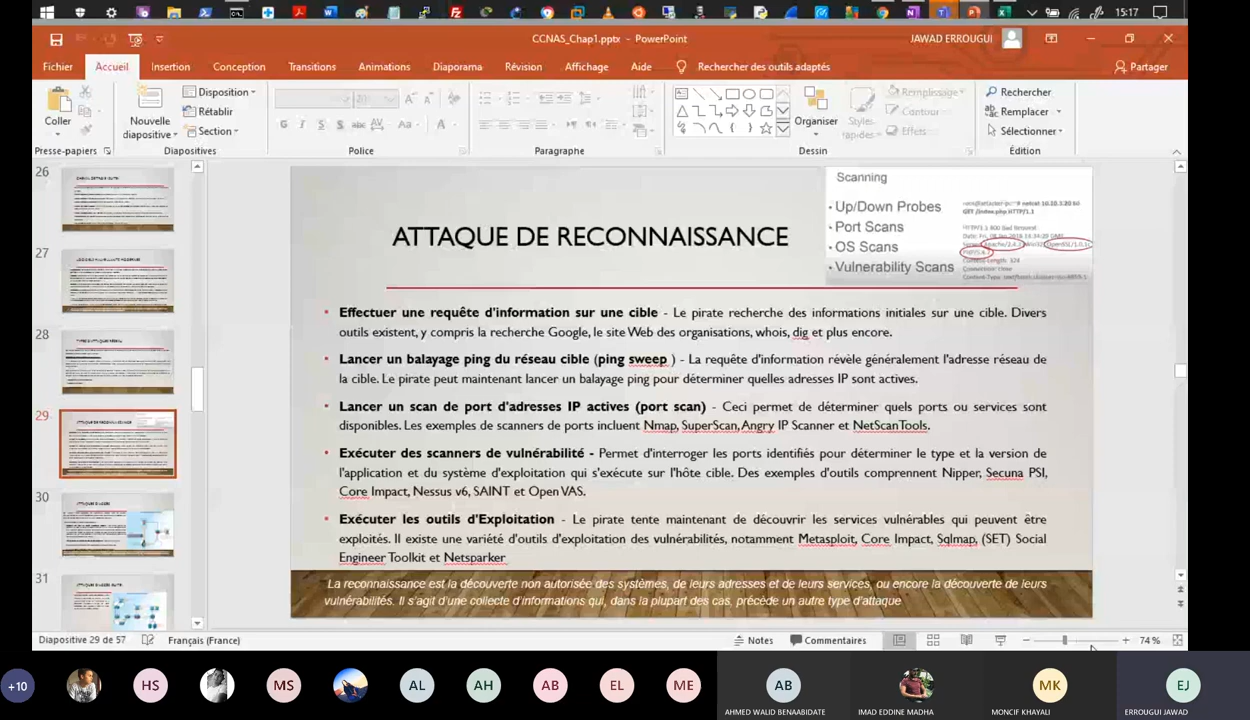 15:17
CCNAS_Chap1.pptx - PowerPoint
JAWAD ERROUGUI
Fichier Accueil Insertion Conception Transitions Animations Diaporama Révision Affichage Aide Rechercher des outils adaptés Partager
Coller
Nouvelle
diapositive
Disposition
Rétablir
Section
Organiser
Styles
rapides
Remplissage
Contour
Effets
Rechercher
Remplacer
Sélectionner
Presse-papiers Diapositives Police Paragraphe Dessin Édition
26
27
28
29
30
31
Scanning
• Up/Down Probes
• Port Scans
• OS Scans
• Vulnerability Scans
GET /index.php HTTP/1.1
ATTAQUE DE RECONNAISSANCE
• Effectuer une requête d'information sur une cible - Le pirate recherche des informations initiales sur une cible. Divers
outils existent, y compris la recherche Google, le site Web des organisations, whois, dig et plus encore.
• Lancer un balayage ping du réseau cible (ping sweep ) - La requête d'information révèle généralement l'adresse réseau de
la cible. Le pirate peut maintenant lancer un balayage ping pour déterminer quelles adresses IP sont actives.
• Lancer un scan de port d'adresses IP actives (port scan) - Ceci permet de déterminer quels ports ou services sont
disponibles. Les exemples de scanners de ports incluent Nmap, SuperScan, Angry IP Scanner et NetScanTools.
• Exécuter des scanners de vulnérabilité - Permet d'interroger les ports identifiés pour déterminer le type et la version de
l'application et du système d'exploitation qui s'exécute sur l'hôte cible. Des exemples d'outils comprennent Nipper, Secuna PSI,
Core Impact, Nessus v6, SAINT et Open VAS.
• Exécuter les outils d'Exploitation - Le pirate tente maintenant de découvrir les services vulnérables qui peuvent être
exploités. Il existe une variété d'outils d'exploitation des vulnérabilités, notamment Metasploit, Core Impact, Sqlmap, (SET) Social
Engineer Toolkit et Netsparker
La reconnaissance est la découverte non autorisée des systèmes, de leurs adresses et de leurs services, ou encore la découverte de leurs
vulnérabilités. Il s'agit d'une collecte d'informations qui, dans la plupart des cas, précède un autre type d'attaque
Diapositive 29 de 57 Français (France) Notes Commentaires 74 %
+10 HS MS AL AH AB EL ME AB MK EJ
AHMED WALID BENAABIDATE IMAD EDDINE MADHA MONCIF KHAYALI ERROUGUI JAWAD